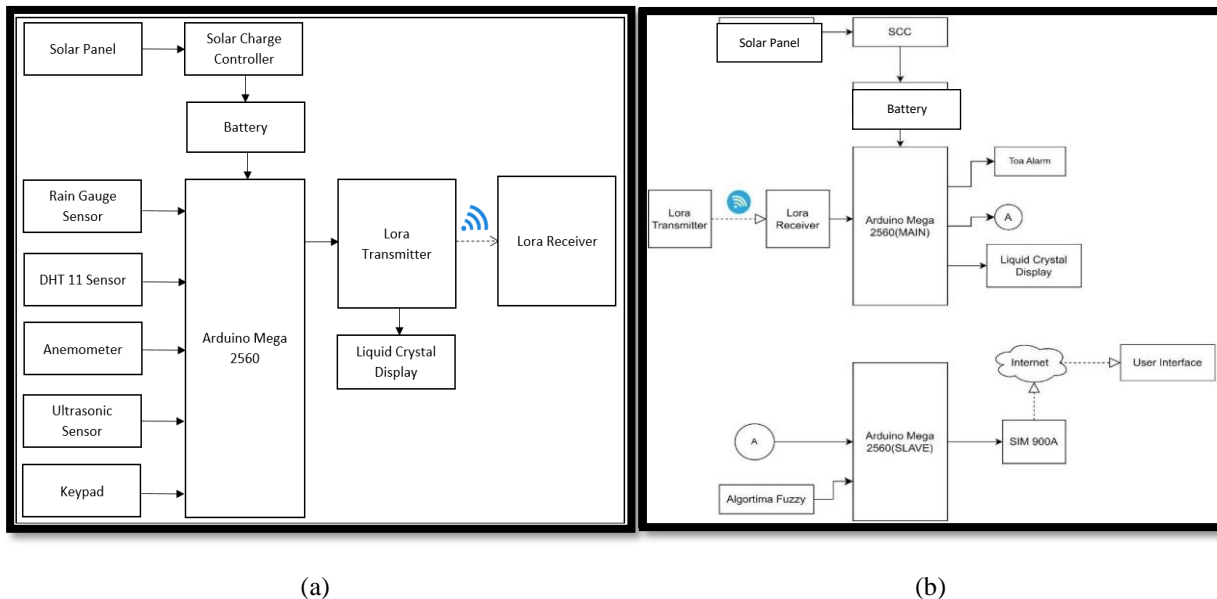 Solar Panel
Solar Charge
Controller
Battery
Rain Gauge
Sensor
DHT 11 Sensor
Anemometer
Ultrasonic
Sensor
Keypad
Arduino Mega
2560
Lora
Transmitter
Lora Receiver
Liquid Crystal
Display
(a)
Solar Panel
SCC
Battery
Lora
Transmitter
Lora
Receiver
Arduino Mega
2560(MAIN)
Toa Alarm
A
Liquid Crystal
Display
A
Algortima Fuzzy
Arduino Mega
2560(SLAVE)
SIM 900A
Internet
User Interface
(b)